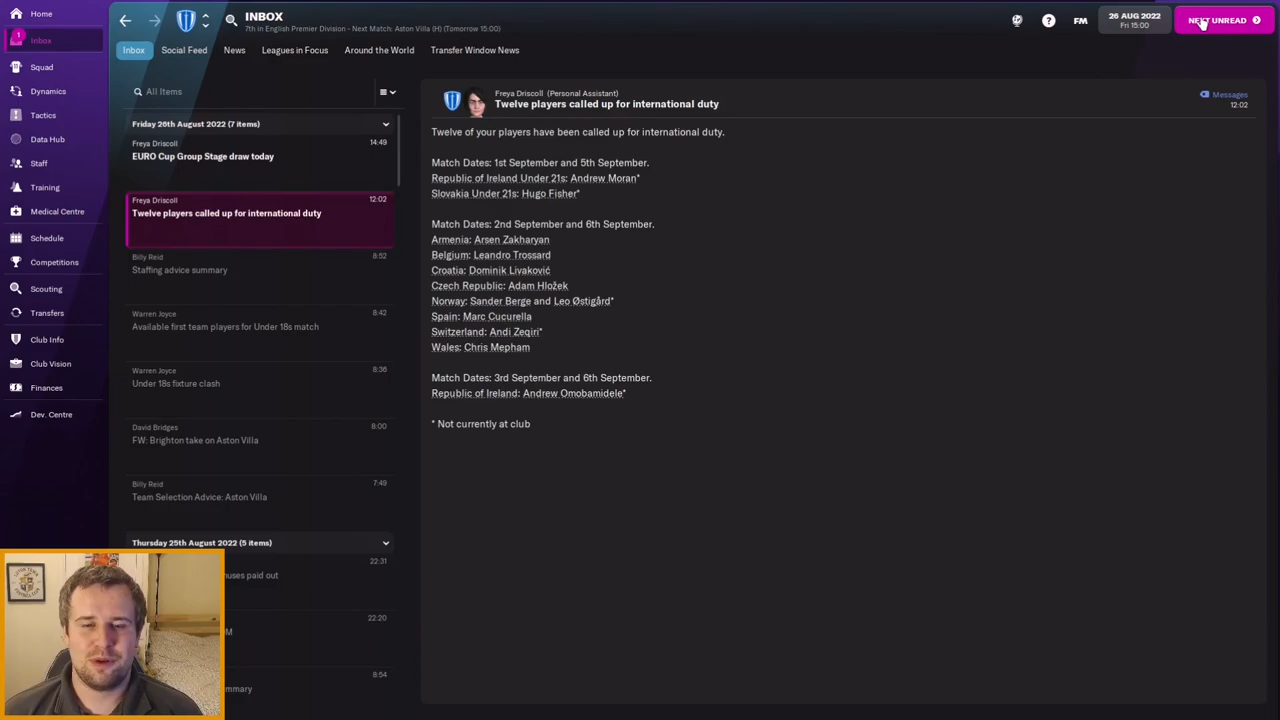 Home
INBOX
7th in English Premier Division - Next Match: Aston Villa (H) (Tomorrow 15:00)
FM
26 AUG 2022
Fri 15:00
NEXT UNREAD
1
Inbox
Squad
Dynamics
Tactics
Data Hub
Staff
Training
Medical Centre
Schedule
Competitions
Scouting
Transfers
Club Info
Club Vision
Finances
Dev. Centre
Inbox
Social Feed
News
Leagues in Focus
Around the World
Transfer Window News
All Items
Friday 26th August 2022 (7 items)
Freya Driscoll
14:49
EURO Cup Group Stage draw today
Freya Driscoll
12:02
Twelve players called up for international duty
Billy Reid
8:52
Staffing advice summary
Warren Joyce
8:42
Available first team players for Under 18s match
Warren Joyce
8:36
Under 18s fixture clash
David Bridges
8:00
FW: Brighton take on Aston Villa
Billy Reid
7:49
Team Selection Advice: Aston Villa
Thursday 25th August 2022 (5 items)
22:31
nuses paid out
22:20
M
8:54
mmary
Freya Driscoll (Personal Assistant)
Twelve players called up for international duty
Messages
12:02
Twelve of your players have been called up for international duty.
Match Dates: 1st September and 5th September.
Republic of Ireland Under 21s: Andrew Moran*
Slovakia Under 21s: Hugo Fisher*
Match Dates: 2nd September and 6th September.
Armenia: Arsen Zakharyan
Belgium: Leandro Trossard
Croatia: Dominik Livaković
Czech Republic: Adam Hložek
Norway: Sander Berge and Leo Østigård*
Spain: Marc Cucurella
Switzerland: Andi Zeqiri*
Wales: Chris Mepham
Match Dates: 3rd September and 6th September.
Republic of Ireland: Andrew Omobamidele*
* Not currently at club